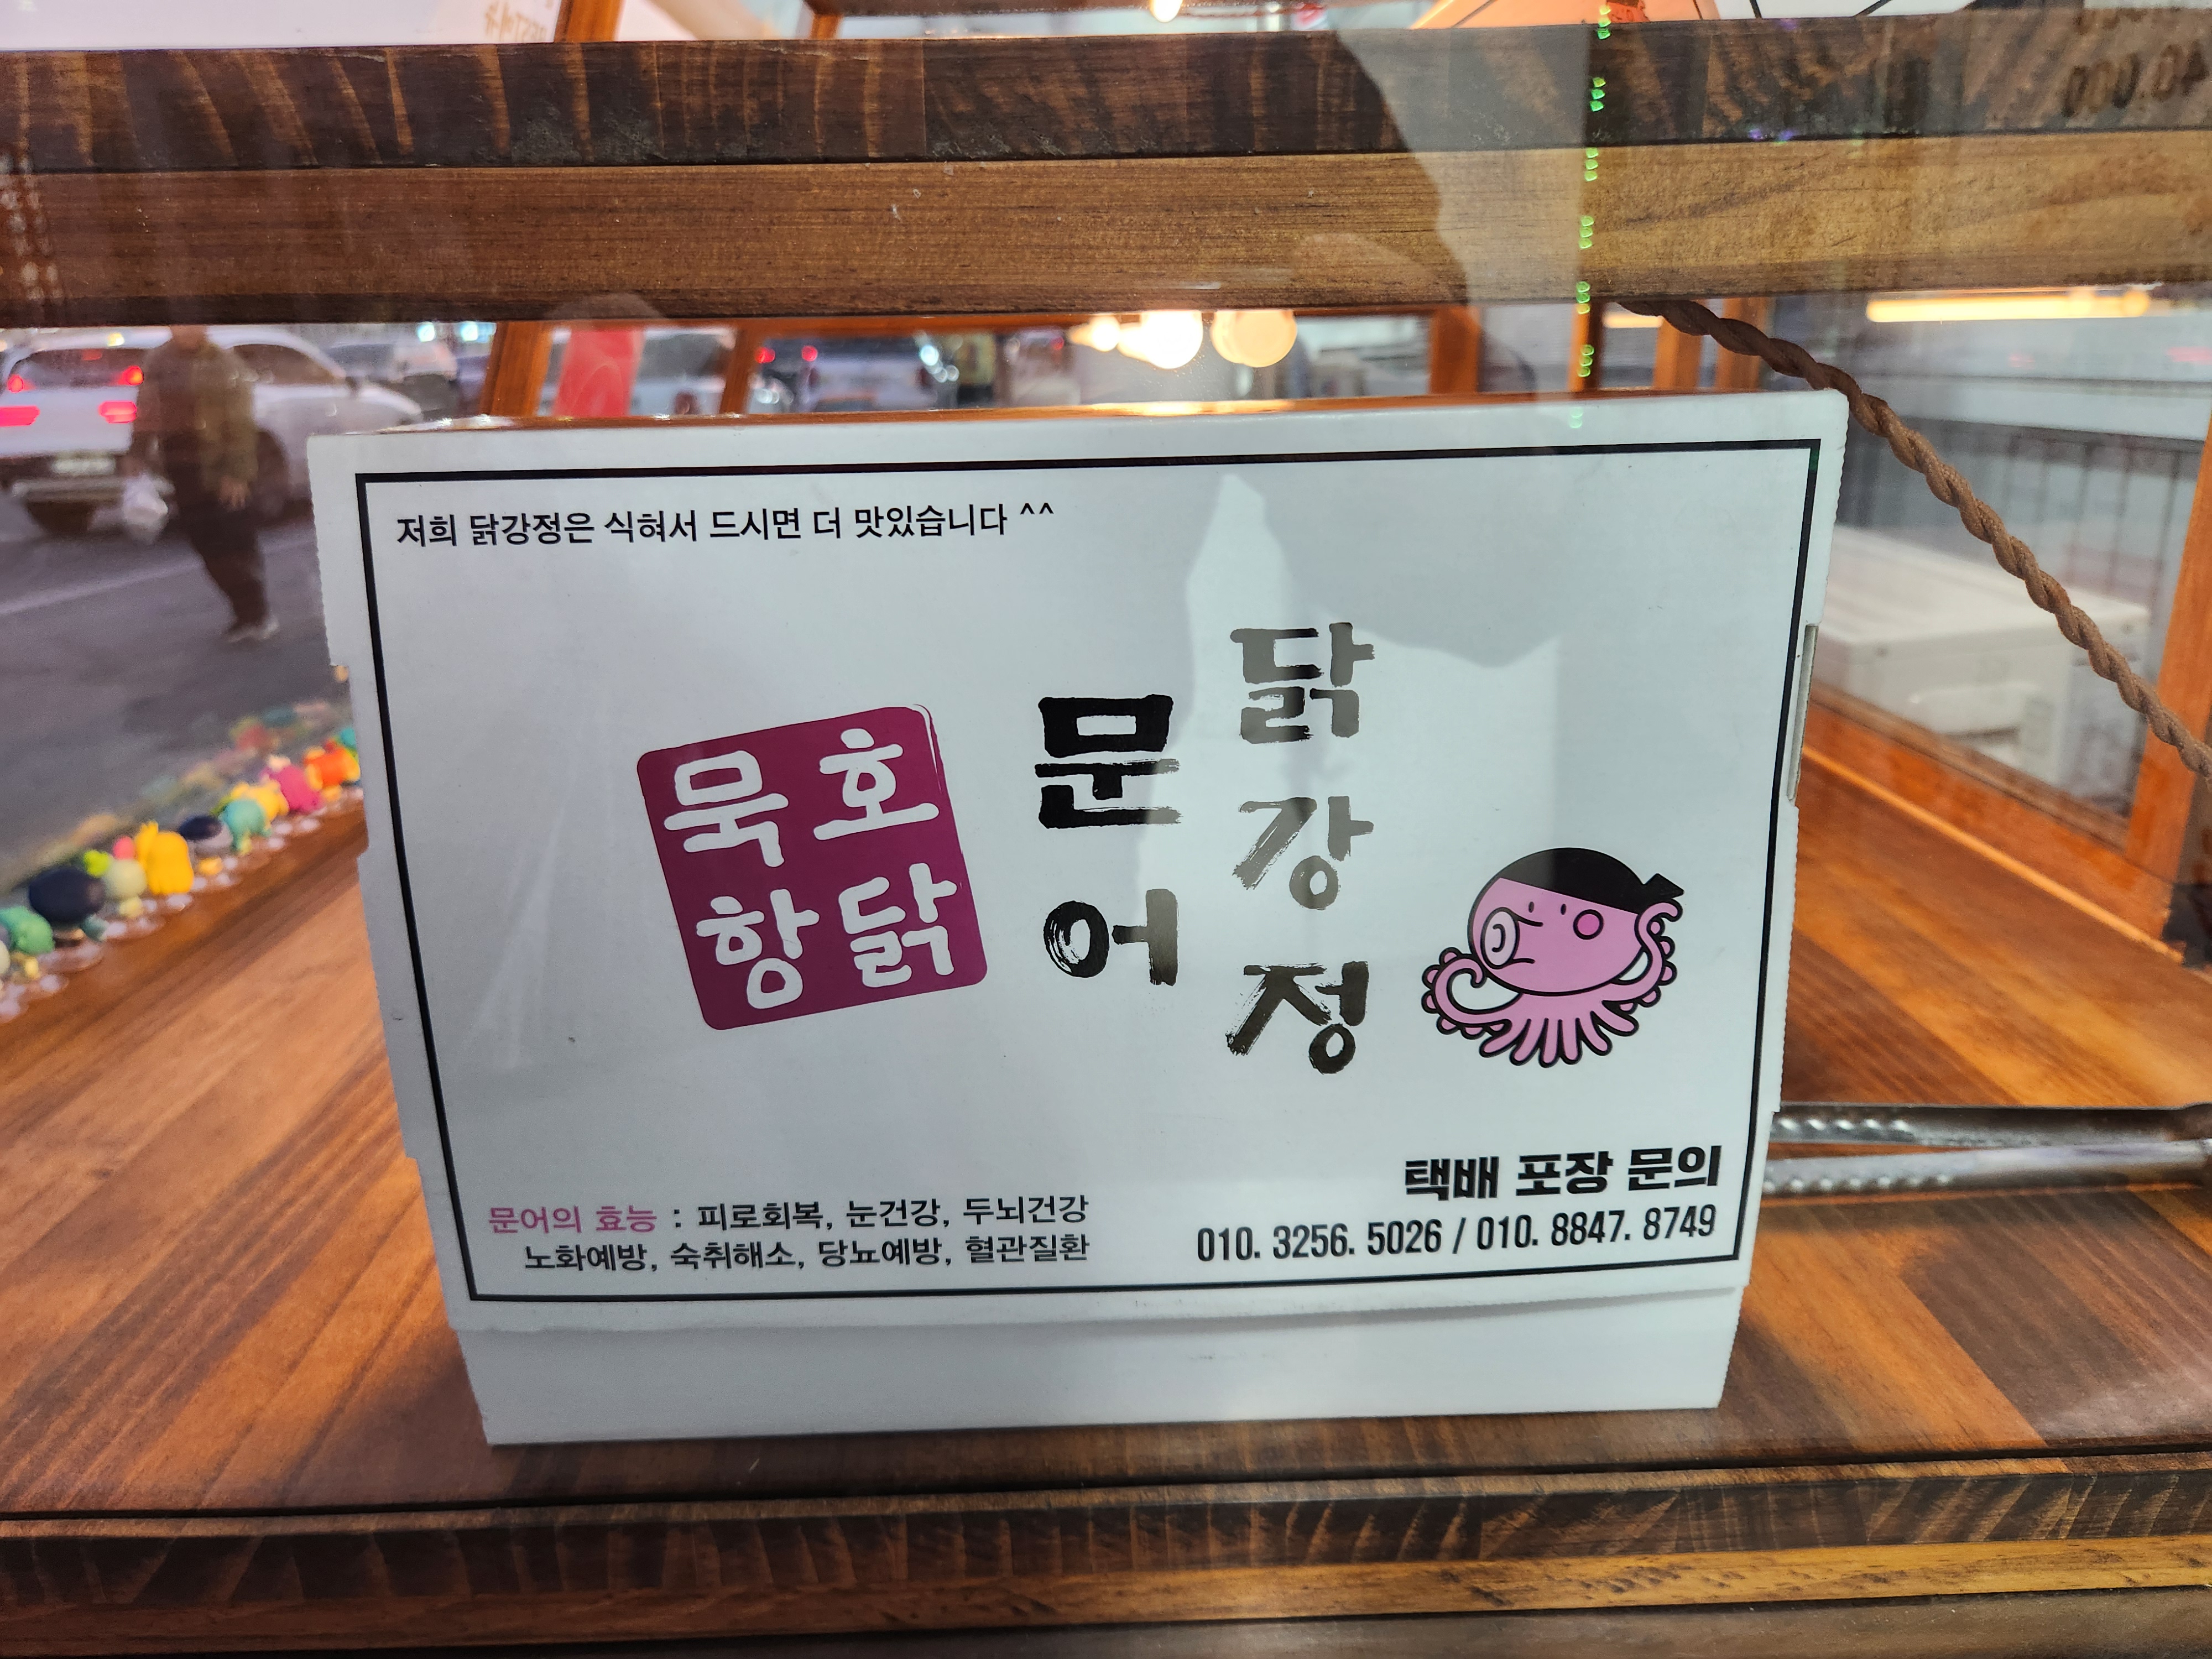 저희 닭강정은 식혀서 드시면 더 맛있습니다 ^^
묵호
항닭
문어
닭강정
문어의 효능 : 피로회복, 눈건강, 두뇌건강
노화예방, 숙취해소, 당뇨예방, 혈관질환
택배 포장 문의
010. 3256. 5026 / 010. 8847. 8749